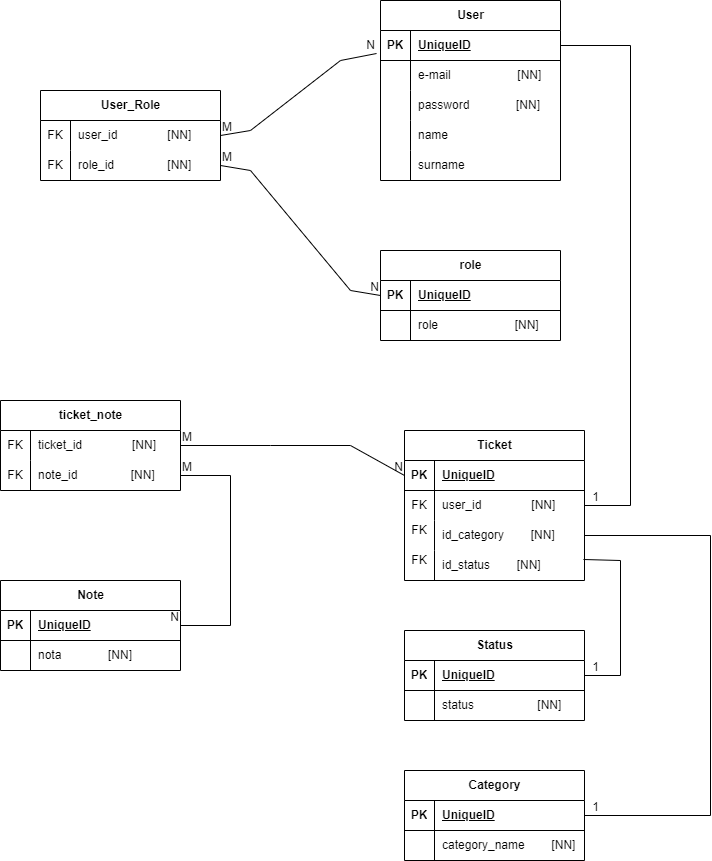 User
N
PK UniqueID
e-mail [NN]
password [NN]
name
surname
User_Role
M
FK user_id [NN]
M
FK role_id [NN]
role
N
PK UniqueID
role [NN]
ticket_note
M
FK ticket_id [NN]
M
FK note_id [NN]
Ticket
N
PK UniqueID
1
FK user_id [NN]
FK id_category [NN]
FK id_status [NN]
Note
N
PK UniqueID
nota [NN]
Status
1
PK UniqueID
status [NN]
Category
1
PK UniqueID
category_name [NN]